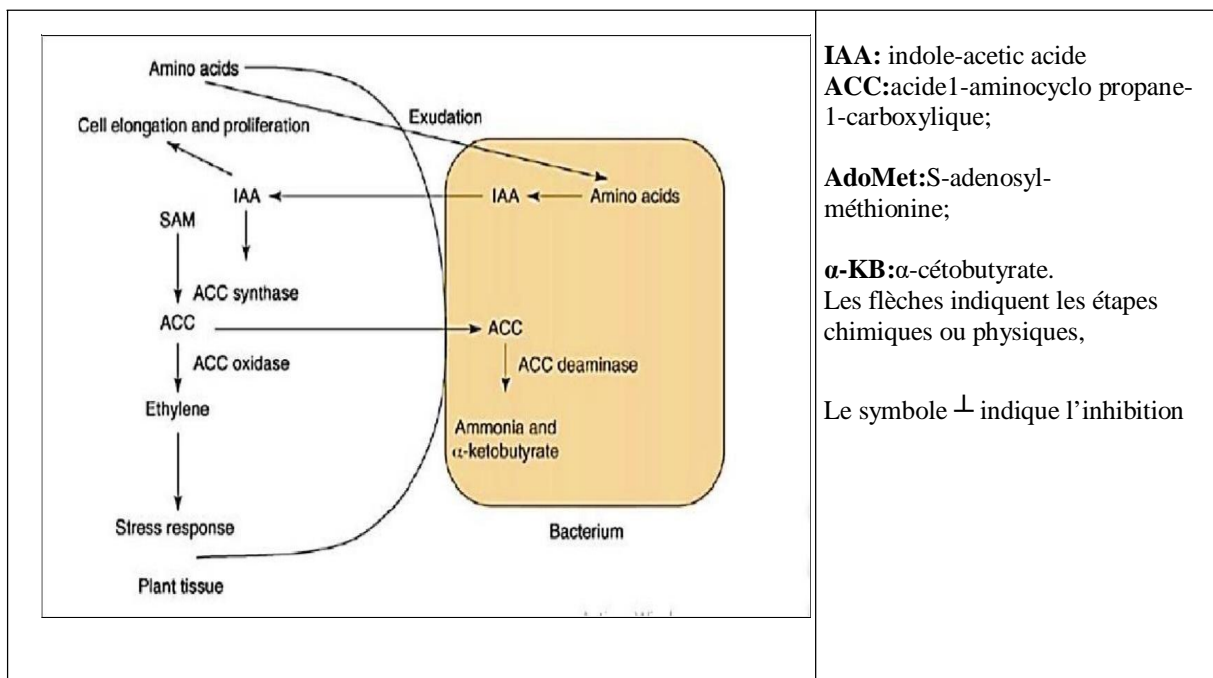 Amino acids
Exudation
Cell elongation and proliferation
IAA
IAA
Amino acids
SAM
ACC synthase
ACC
ACC
ACC oxidase
ACC deaminase
Ethylene
Ammonia and
α-ketobutyrate
Stress response
Bacterium
Plant tissue
IAA: indole-acetic acide
ACC:acide1-aminocyclo propane-
1-carboxylique;
AdoMet:S-adenosyl-
méthionine;
α-KB:α-cétobutyrate.
Les flèches indiquent les étapes
chimiques ou physiques,
Le symbole ┴ indique l’inhibition